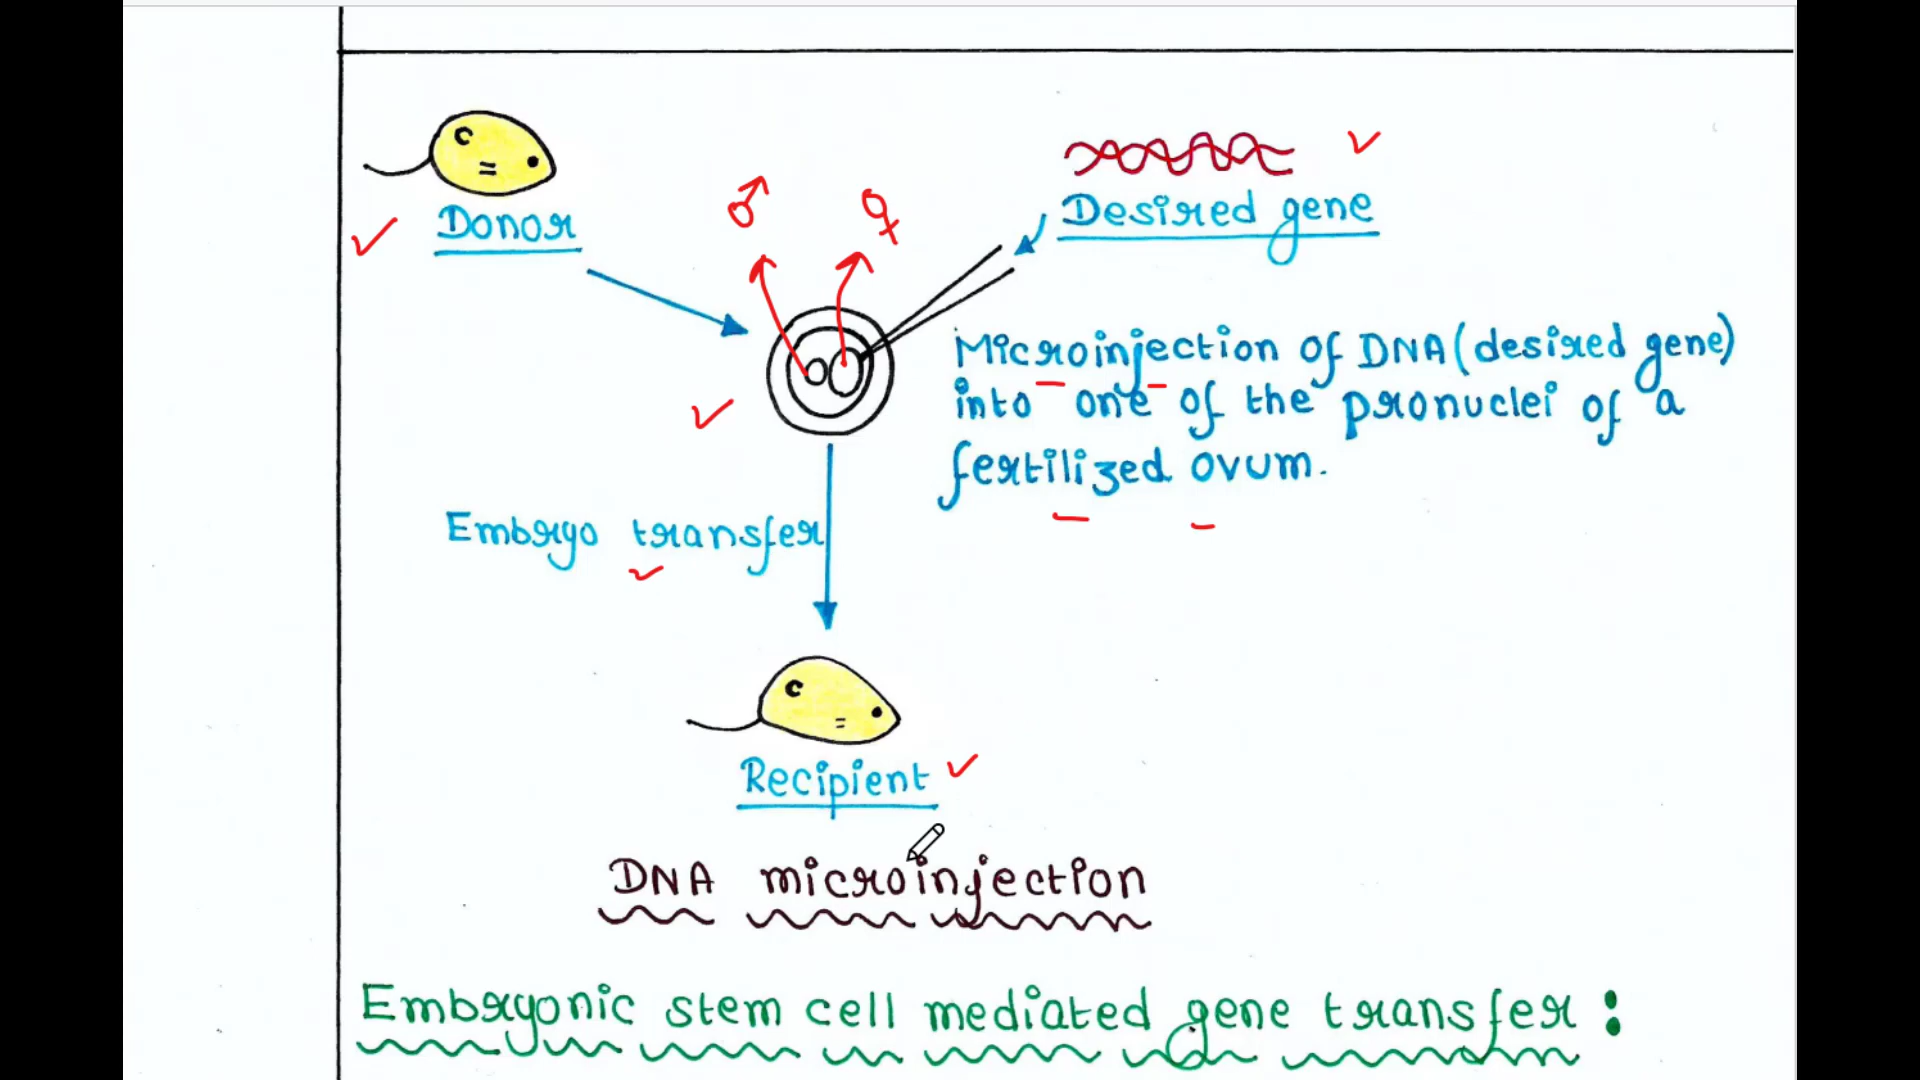 Donor
♂ ♀
Desired gene
Microinjection of DNA (desired gene)
into one of the pronuclei of a
fertilized ovum.
Embryo transfer
Recipient
DNA microinjection
Embryonic stem cell mediated gene transfer :